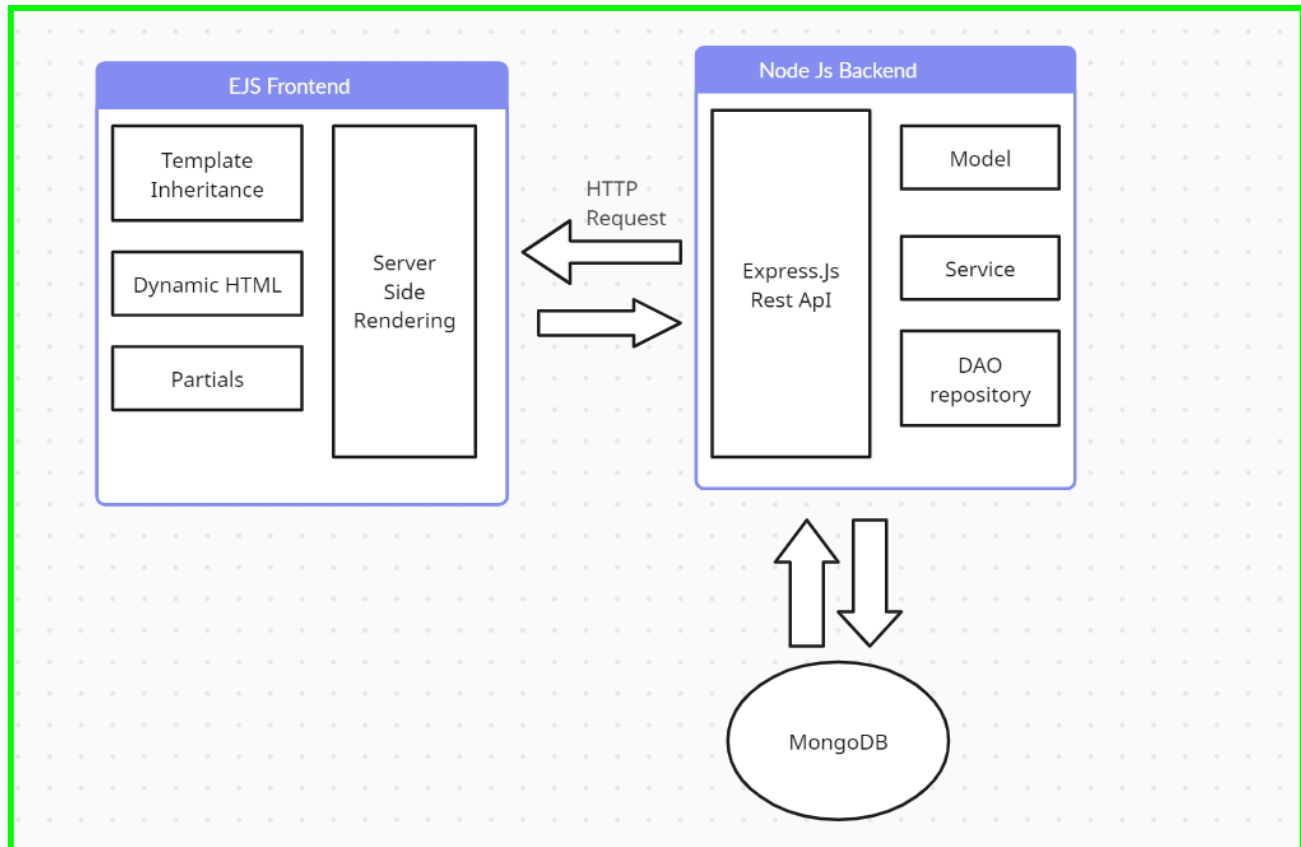 EJS Frontend
Template
Inheritance
Dynamic HTML
Partials
Server
Side
Rendering
HTTP
Request
Node Js Backend
Express.Js
Rest ApI
Model
Service
DAO
repository
MongoDB